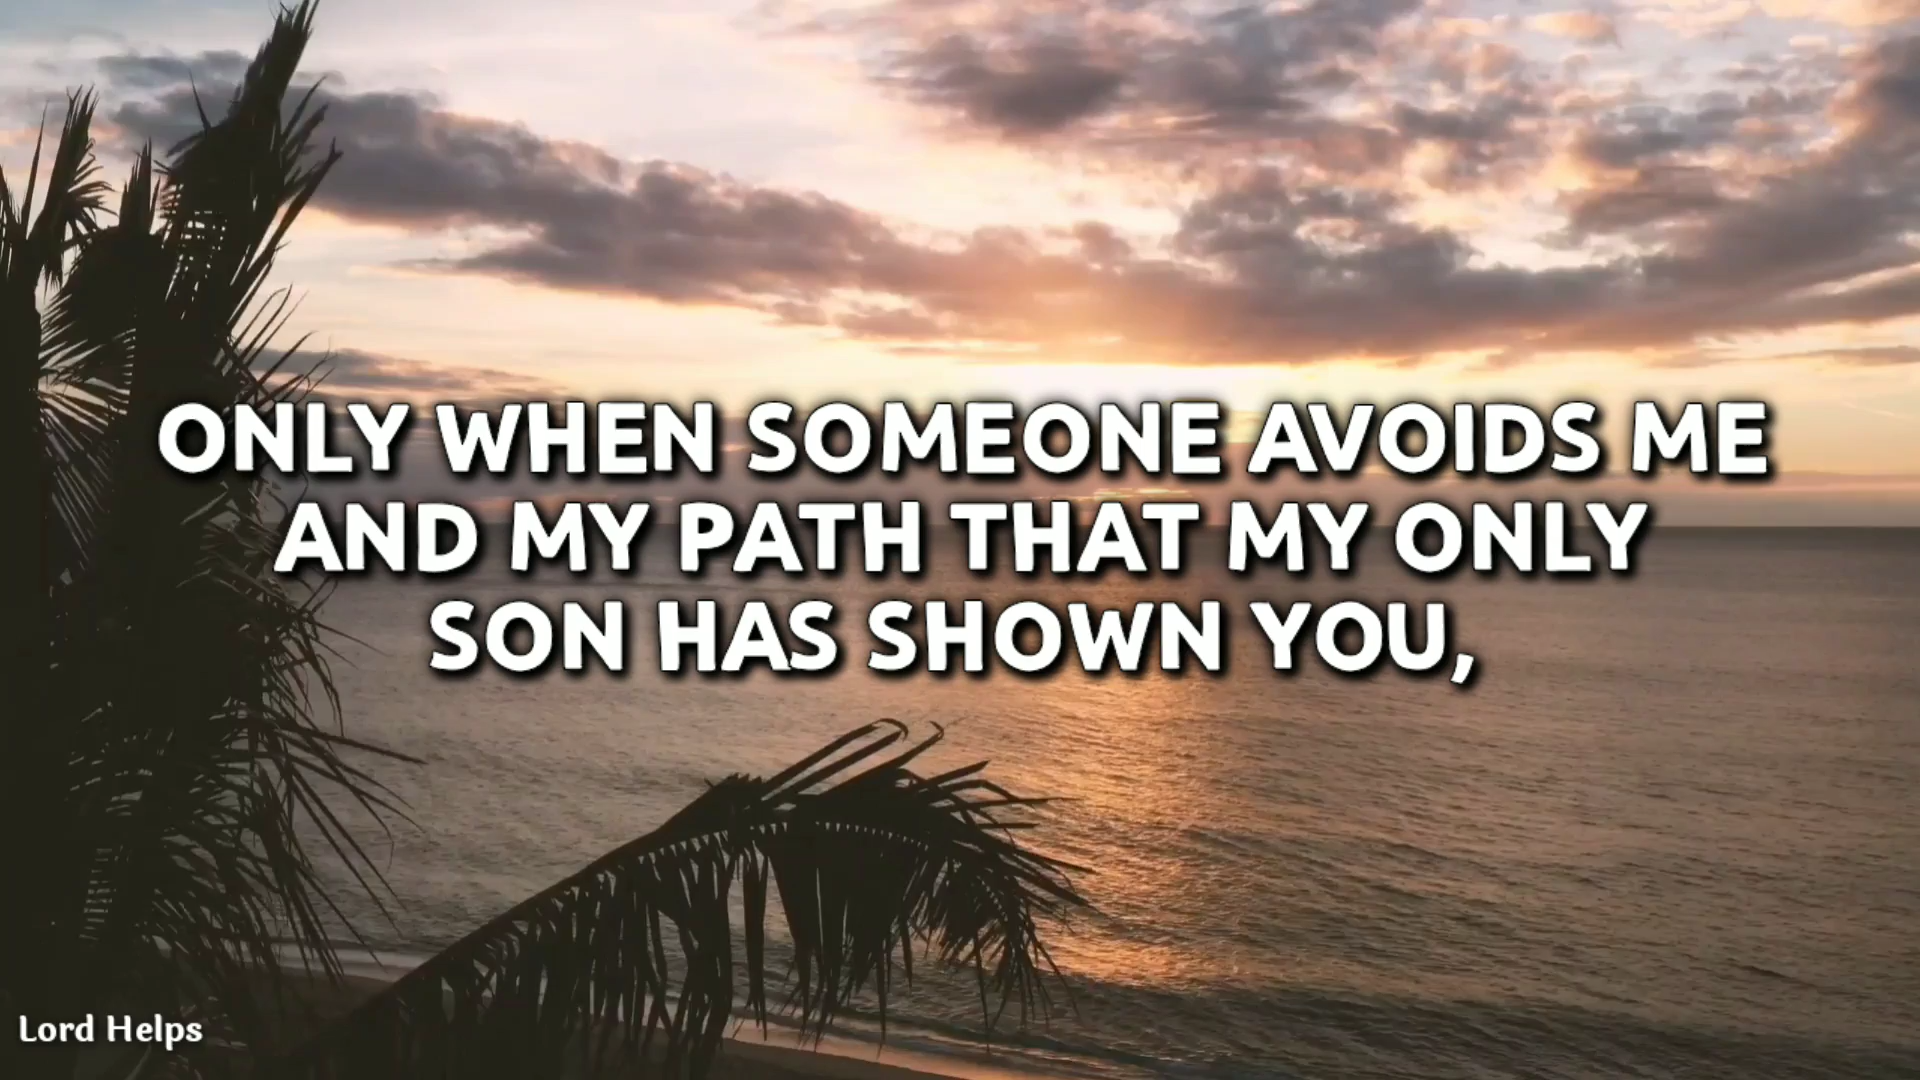 ONLY WHEN SOMEONE AVOIDS ME
AND MY PATH THAT MY ONLY
SON HAS SHOWN YOU,
Lord Helps